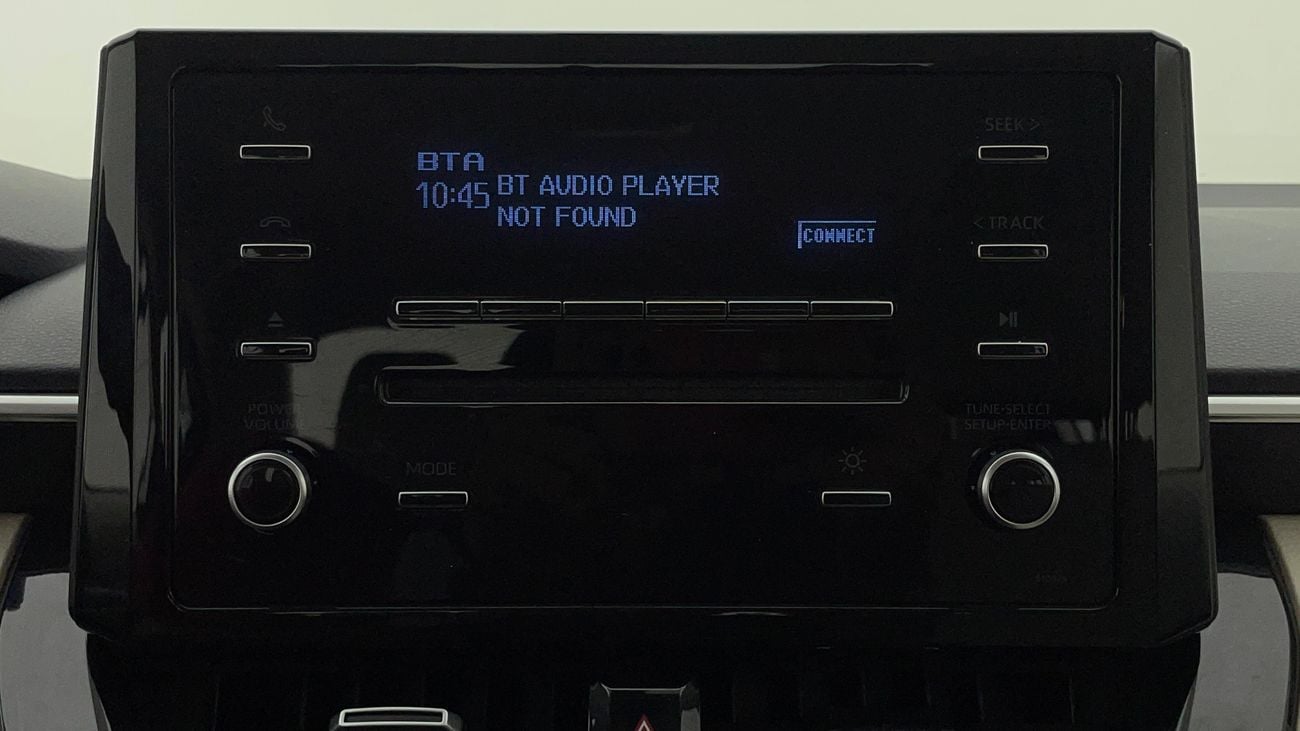 SEEK >
BTA
10:45
BT AUDIO PLAYER
NOT FOUND
CONNECT
< TRACK
POWER
VOLUME
TUNE•SELECT
SETUP•ENTER
MODE